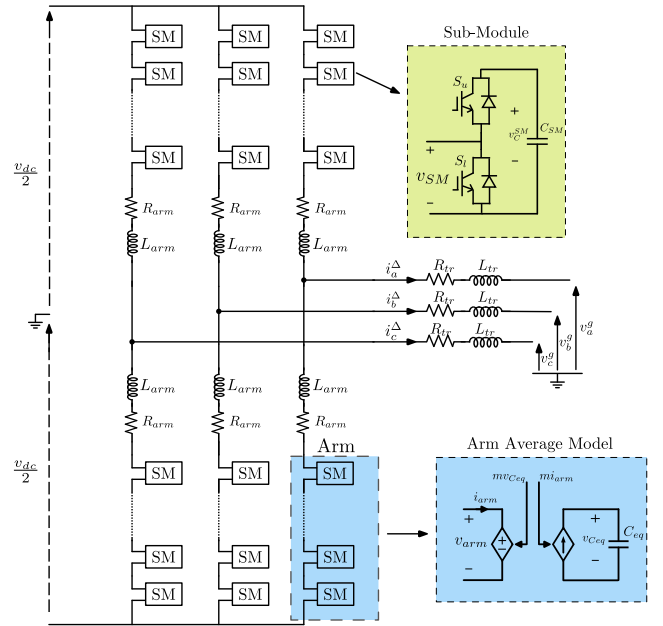 SM SM SM
Sub-Module
SM SM SM
S_u
v_C^{SM} C_{SM}
SM SM SM
S_l
v_{dc}/2
v_{SM}
R_{arm} R_{arm} R_{arm}
L_{arm} L_{arm} L_{arm}
i_a^Δ R_{tr} L_{tr}
i_b^Δ R_{tr} L_{tr}
i_c^Δ R_{tr} L_{tr}
v_c^g v_b^g v_a^g
L_{arm} L_{arm} L_{arm}
R_{arm} R_{arm} R_{arm}
Arm
Arm Average Model
v_{dc}/2
SM SM SM
mv_{Ceq} mi_{arm}
i_{arm}
v_{arm} v_{Ceq} C_{eq}
SM SM SM
SM SM SM